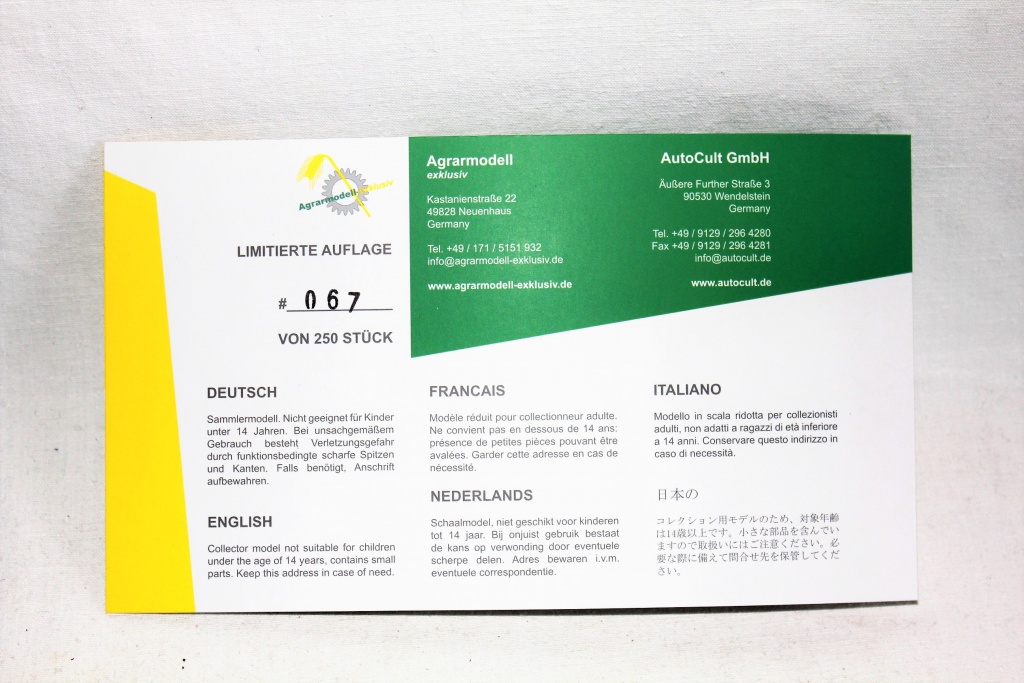 Agrarmodell-exklusiv
LIMITIERTE AUFLAGE
# 067
VON 250 STÜCK
Agrarmodell
exklusiv
Kastanienstraße 22
49828 Neuenhaus
Germany
Tel. +49 / 171 / 5151 932
info@agrarmodell-exklusiv.de
www.agrarmodell-exklusiv.de
AutoCult GmbH
Äußere Further Straße 3
90530 Wendelstein
Germany
Tel. +49 / 9129 / 296 4280
Fax +49 / 9129 / 296 4281
info@autocult.de
www.autocult.de
DEUTSCH
Sammlermodell. Nicht geeignet für Kinder
unter 14 Jahren. Bei unsachgemäßem
Gebrauch besteht Verletzungsgefahr
durch funktionsbedingte scharfe Spitzen
und Kanten. Falls benötigt, Anschrift
aufbewahren.
ENGLISH
Collector model not suitable for children
under the age of 14 years, contains small
parts. Keep this address in case of need.
FRANCAIS
Modèle réduit pour collectionneur adulte.
Ne convient pas en dessous de 14 ans:
présence de petites pièces pouvant être
avalées. Garder cette adresse en cas de
nécessité.
NEDERLANDS
Schaalmodel, niet geschikt voor kinderen
tot 14 jaar. Bij onjuist gebruik bestaat
de kans op verwonding door eventuele
scherpe delen. Adres bewaren i.v.m.
eventuele correspondentie.
ITALIANO
Modello in scala ridotta per collezionisti
adulti, non adatti a ragazzi di età inferiore
a 14 anni. Conservare questo indirizzo in
caso di necessità.
日本の
コレクション用モデルのため、対象年齢
は14歳以上です。小さな部品を含んでい
ますので取扱いにはご注意ください。必
要な際に備えて問合せ先を保管してくだ
さい。